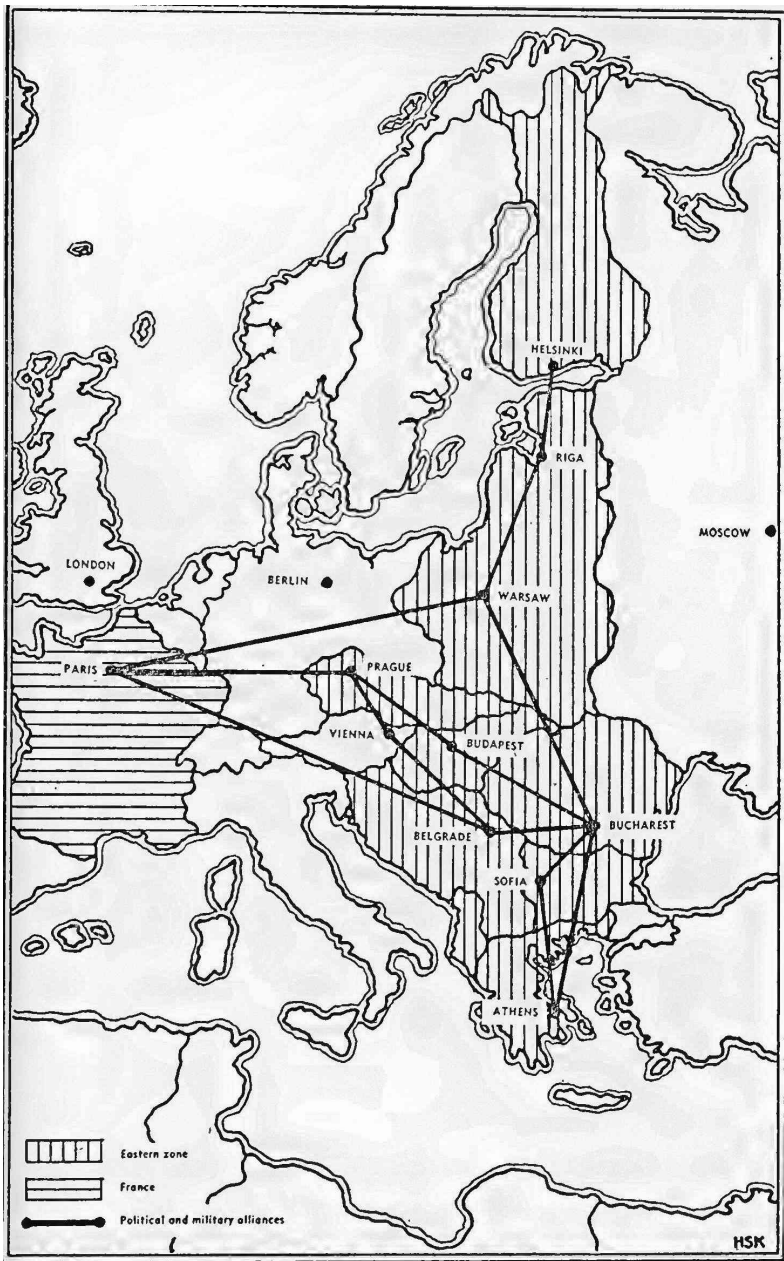 HELSINKI
RIGA
MOSCOW
LONDON
BERLIN
WARSAW
PARIS
PRAGUE
VIENNA
BUDAPEST
BELGRADE
BUCHAREST
SOFIA
ATHENS
Eastern zone
France
Political and military alliances
HSK